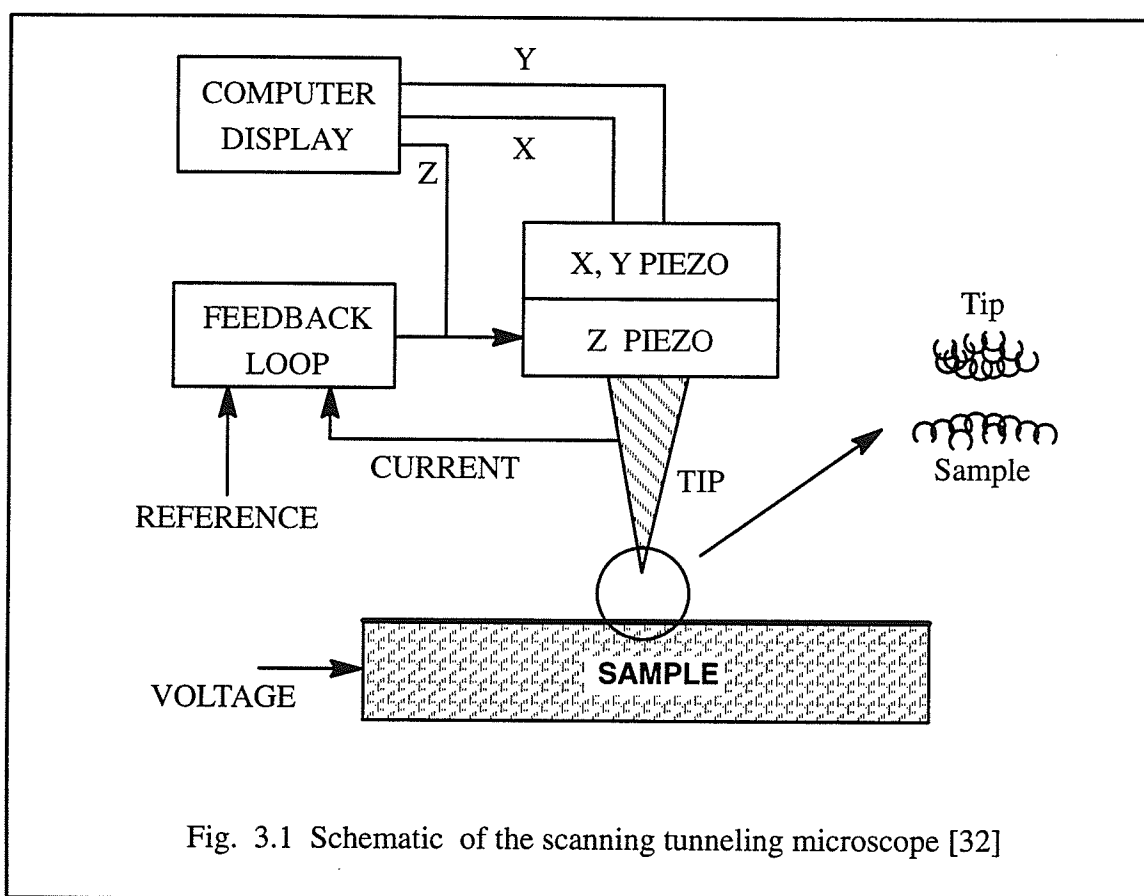 Y
COMPUTER
DISPLAY
X
Z
X, Y PIEZO
FEEDBACK
LOOP
Z PIEZO
Tip
CURRENT
TIP
Sample
REFERENCE
SAMPLE
VOLTAGE
Fig. 3.1 Schematic of the scanning tunneling microscope [32]